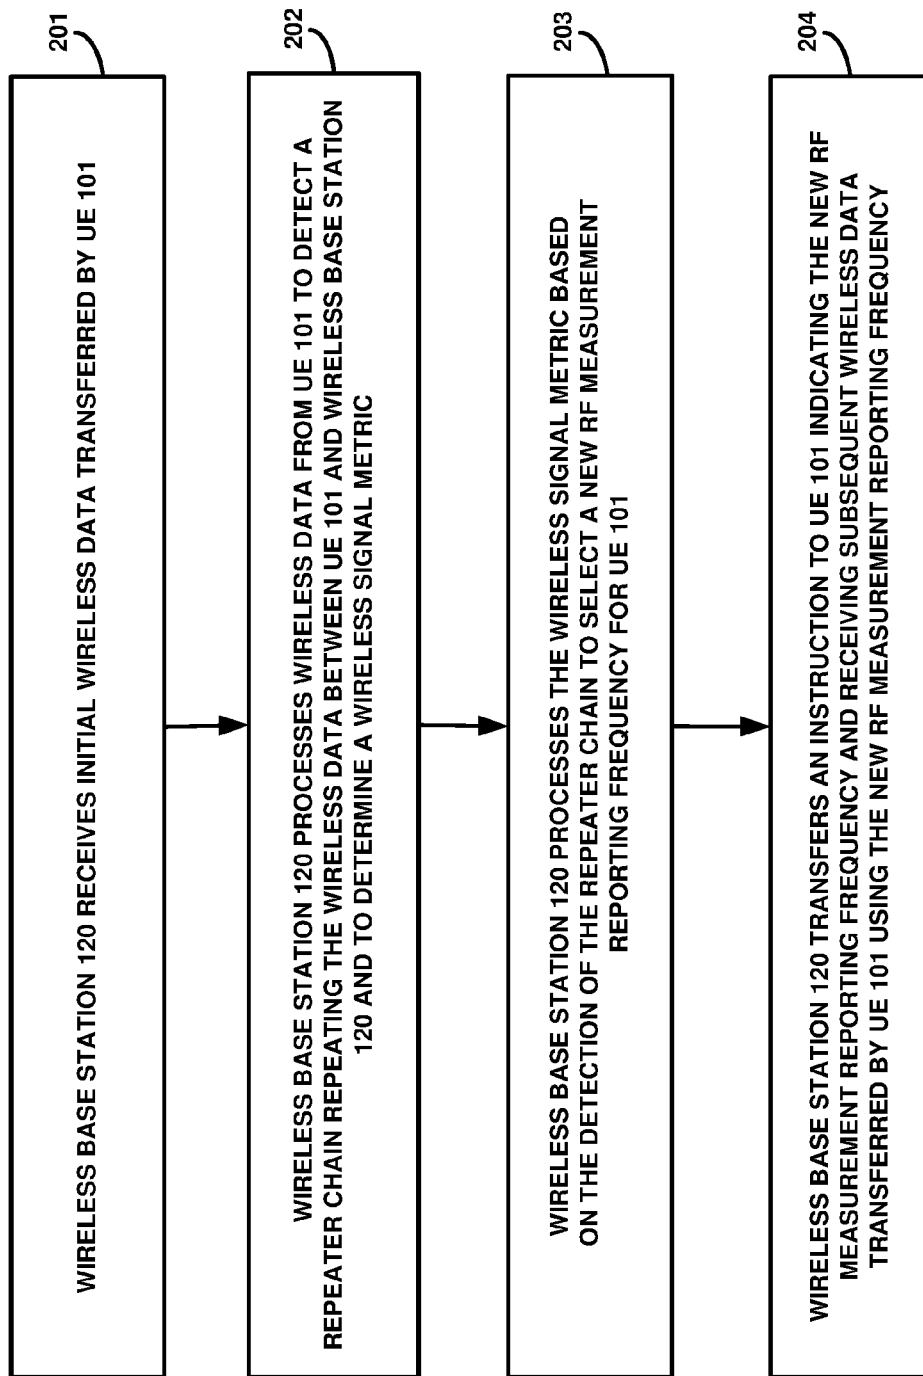 201
WIRELESS BASE STATION 120 RECEIVES INITIAL WIRELESS DATA TRANSFERRED BY UE 101
202
WIRELESS BASE STATION 120 PROCESSES WIRELESS DATA FROM UE 101 TO DETECT A
REPEATER CHAIN REPEATING THE WIRELESS DATA BETWEEN UE 101 AND WIRELESS BASE STATION
120 AND TO DETERMINE A WIRELESS SIGNAL METRIC
203
WIRELESS BASE STATION 120 PROCESSES THE WIRELESS SIGNAL METRIC BASED
ON THE DETECTION OF THE REPEATER CHAIN TO SELECT A NEW RF MEASUREMENT
REPORTING FREQUENCY FOR UE 101
204
WIRELESS BASE STATION 120 TRANSFERS AN INSTRUCTION TO UE 101 INDICATING THE NEW RF
MEASUREMENT REPORTING FREQUENCY AND RECEIVING SUBSEQUENT WIRELESS DATA
TRANSFERRED BY UE 101 USING THE NEW RF MEASUREMENT REPORTING FREQUENCY